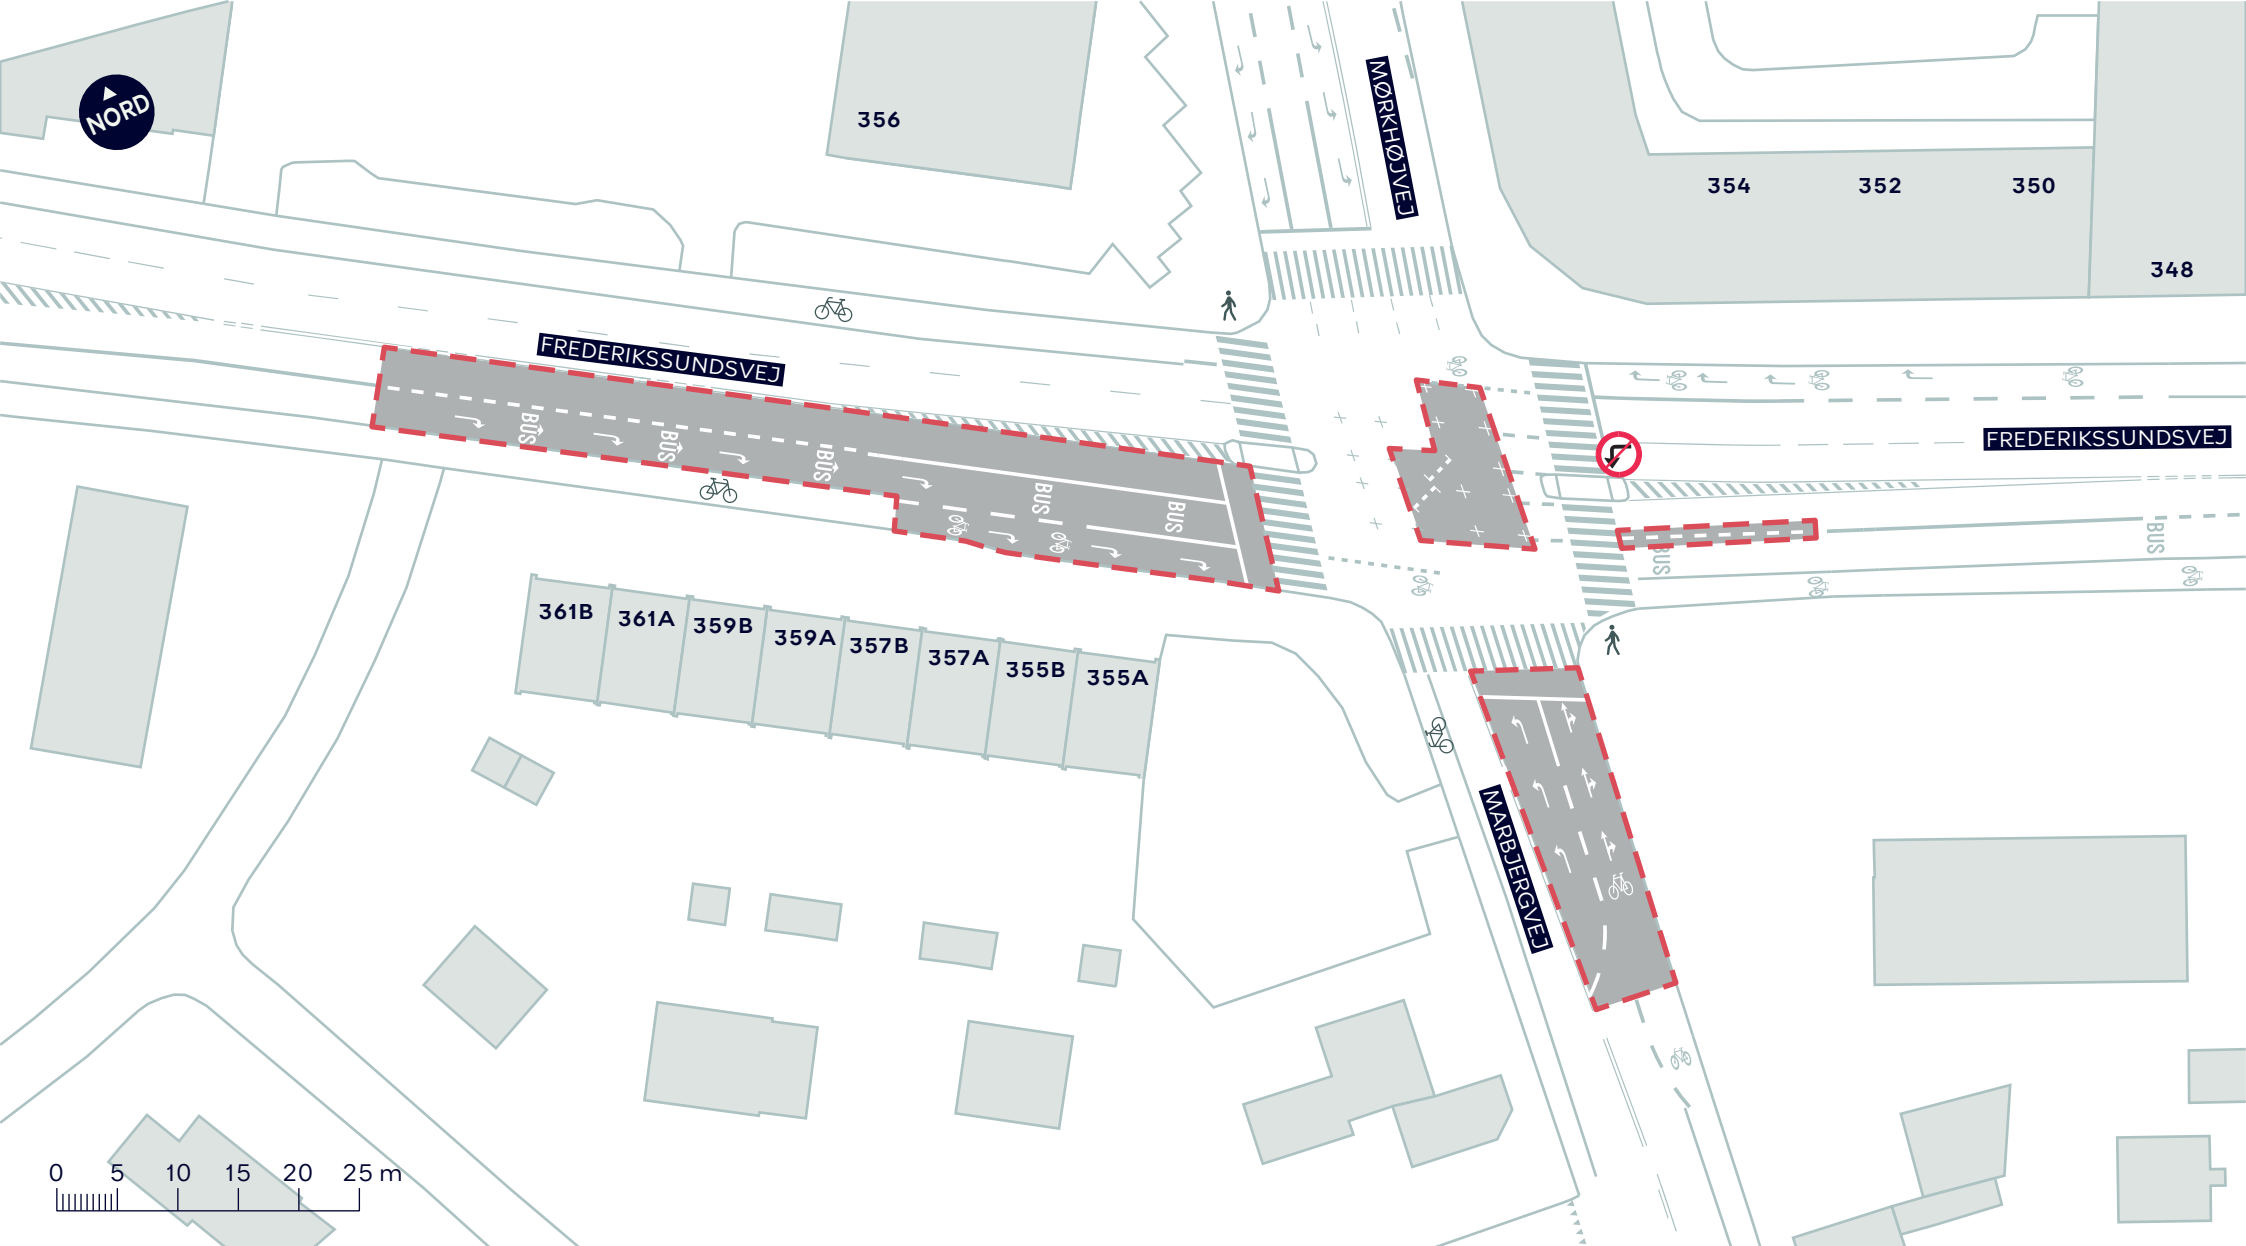 NORD
356
MØRKHØJVEJ
354
352
350
348
FREDERIKSSUNDSVEJ
FREDERIKSSUNDSVEJ
BUS
BUS
BUS
BUS
BUS
BUS
BUS
361B
361A
359B
359A
357B
357A
355B
355A
MARBJERGVEJ
0 5 10 15 20 25 m